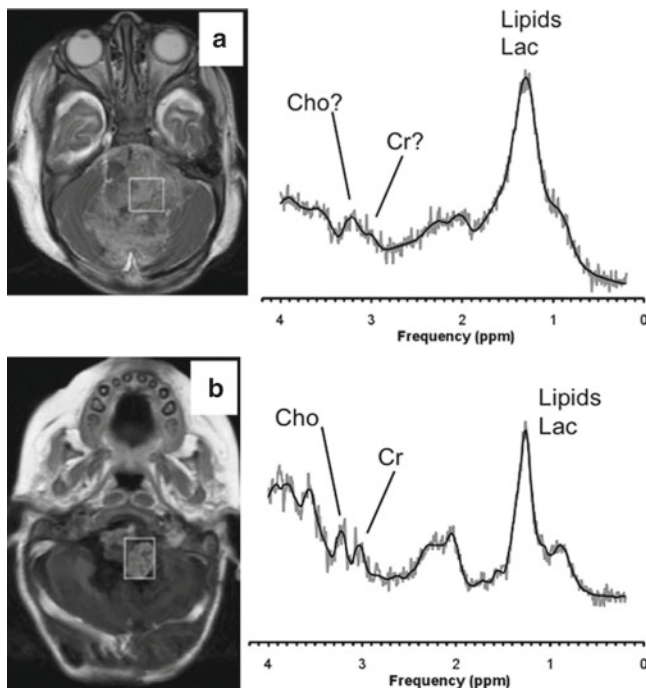 a
Lipids
Lac
Cho?
Cr?
4 3 2 1 0
Frequency (ppm)
b
Lipids
Lac
Cho
Cr
4 3 2 1 0
Frequency (ppm)